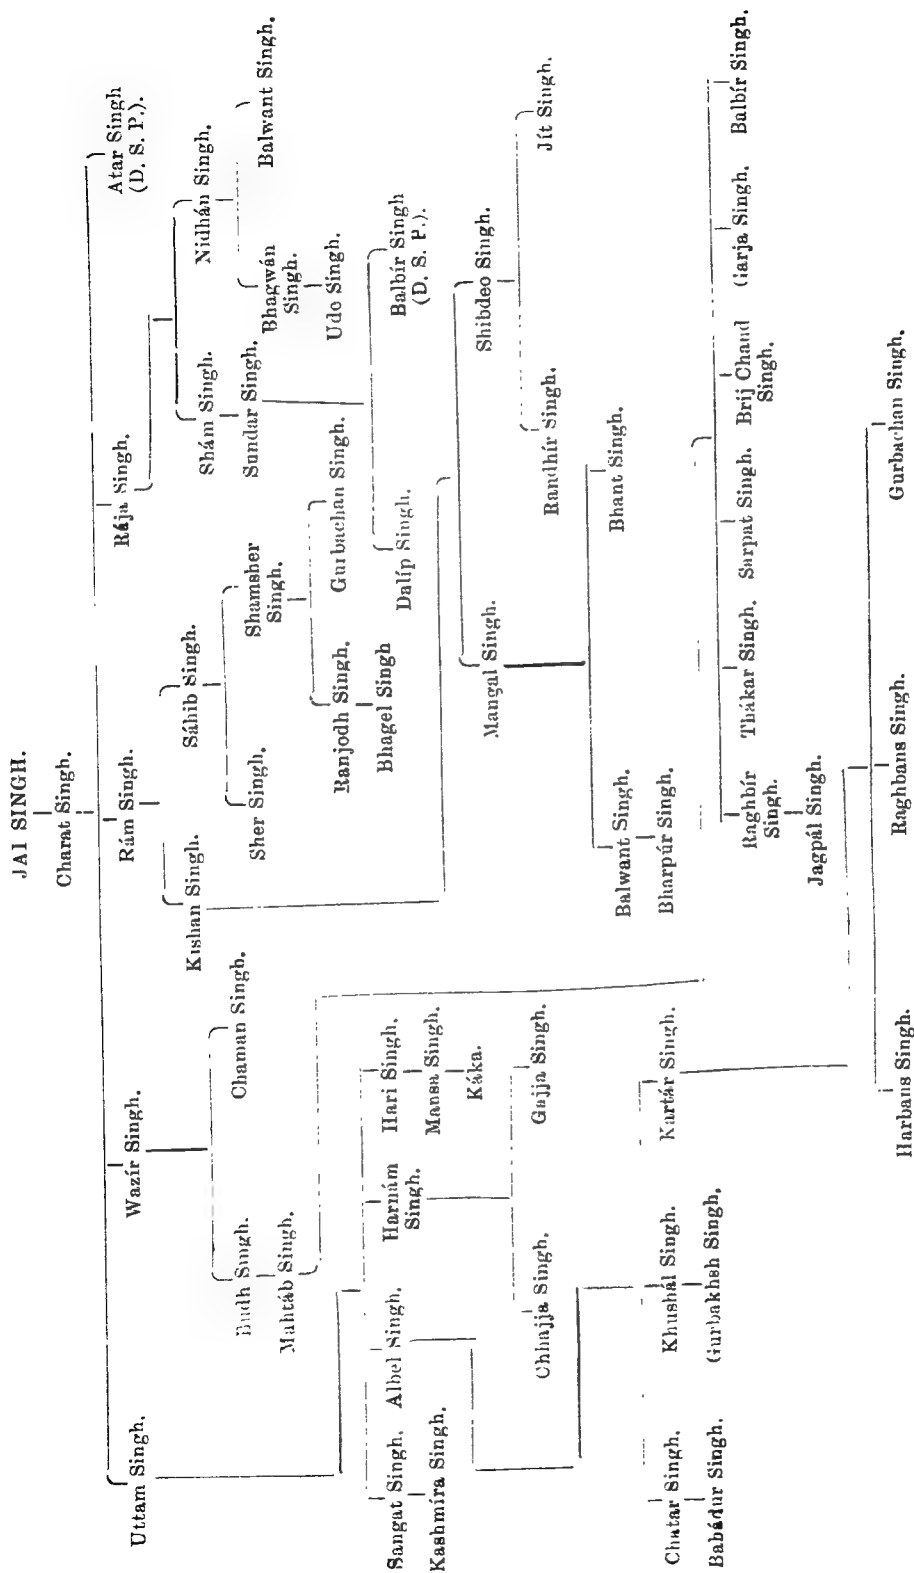 JAI SINGH.
Charat Singh.
Uttam Singh.
Wazír Singh.
Rám Singh.
Rája Singh.
Atar Singh
(D. S. P.).
Kishan Singh.
Sáhib Singh.
Shám Singh.
Nidhán Singh.
Budh Singh.
Chaman Singh.
Sher Singh.
Shamsher
Singh.
Sundar Singh.
Bhagwán
Singh.
Balwant Singh.
Mahtáb Singh.
Udo Singh.
Ranjodh Singh.
Gurbachan Singh.
Bhagel Singh
Sangat Singh.
Albel Singh.
Harnám
Singh.
Hari Singh.
Dalíp Singh.
Balbír Singh
(D. S. P.).
Kashmíra Singh.
Mansa Singh.
Káka.
Mangal Singh.
Shibdeo Singh.
Chhajja Singh.
Gajja Singh.
Randhír Singh.
Jít Singh.
Balwant Singh.
Bhant Singh.
Bharpúr Singh.
Chatar Singh.
Khushál Singh.
Kartár Singh.
Bahádur Singh.
Gurbakhsh Singh.
Raghbír
Singh.
Thákar Singh.
Surpat Singh.
Brij Chand
Singh.
Garja Singh.
Balbír Singh.
Jagpál Singh.
Harbans Singh.
Raghbans Singh.
Gurbachan Singh.